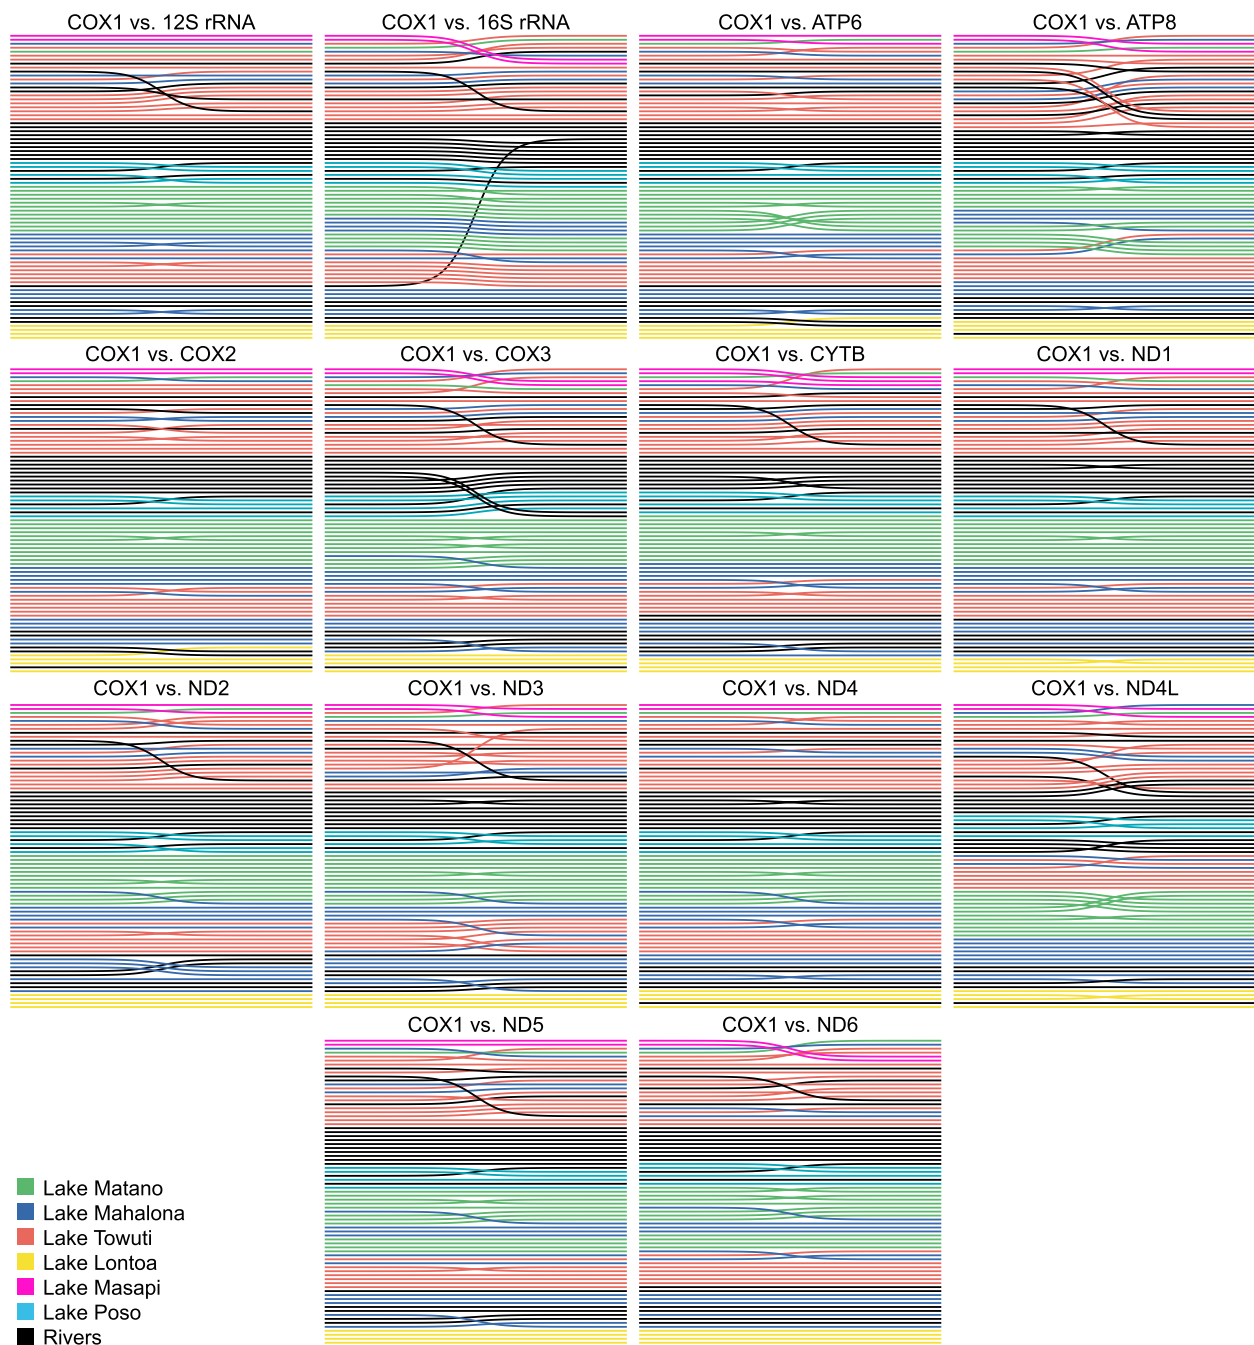 COX1 vs. 12S rRNA
COX1 vs. 16S rRNA
COX1 vs. ATP6
COX1 vs. ATP8
COX1 vs. COX2
COX1 vs. COX3
COX1 vs. CYTB
COX1 vs. ND1
COX1 vs. ND2
COX1 vs. ND3
COX1 vs. ND4
COX1 vs. ND4L
COX1 vs. ND5
COX1 vs. ND6
Lake Matano
Lake Mahalona
Lake Towuti
Lake Lontoa
Lake Masapi
Lake Poso
Rivers